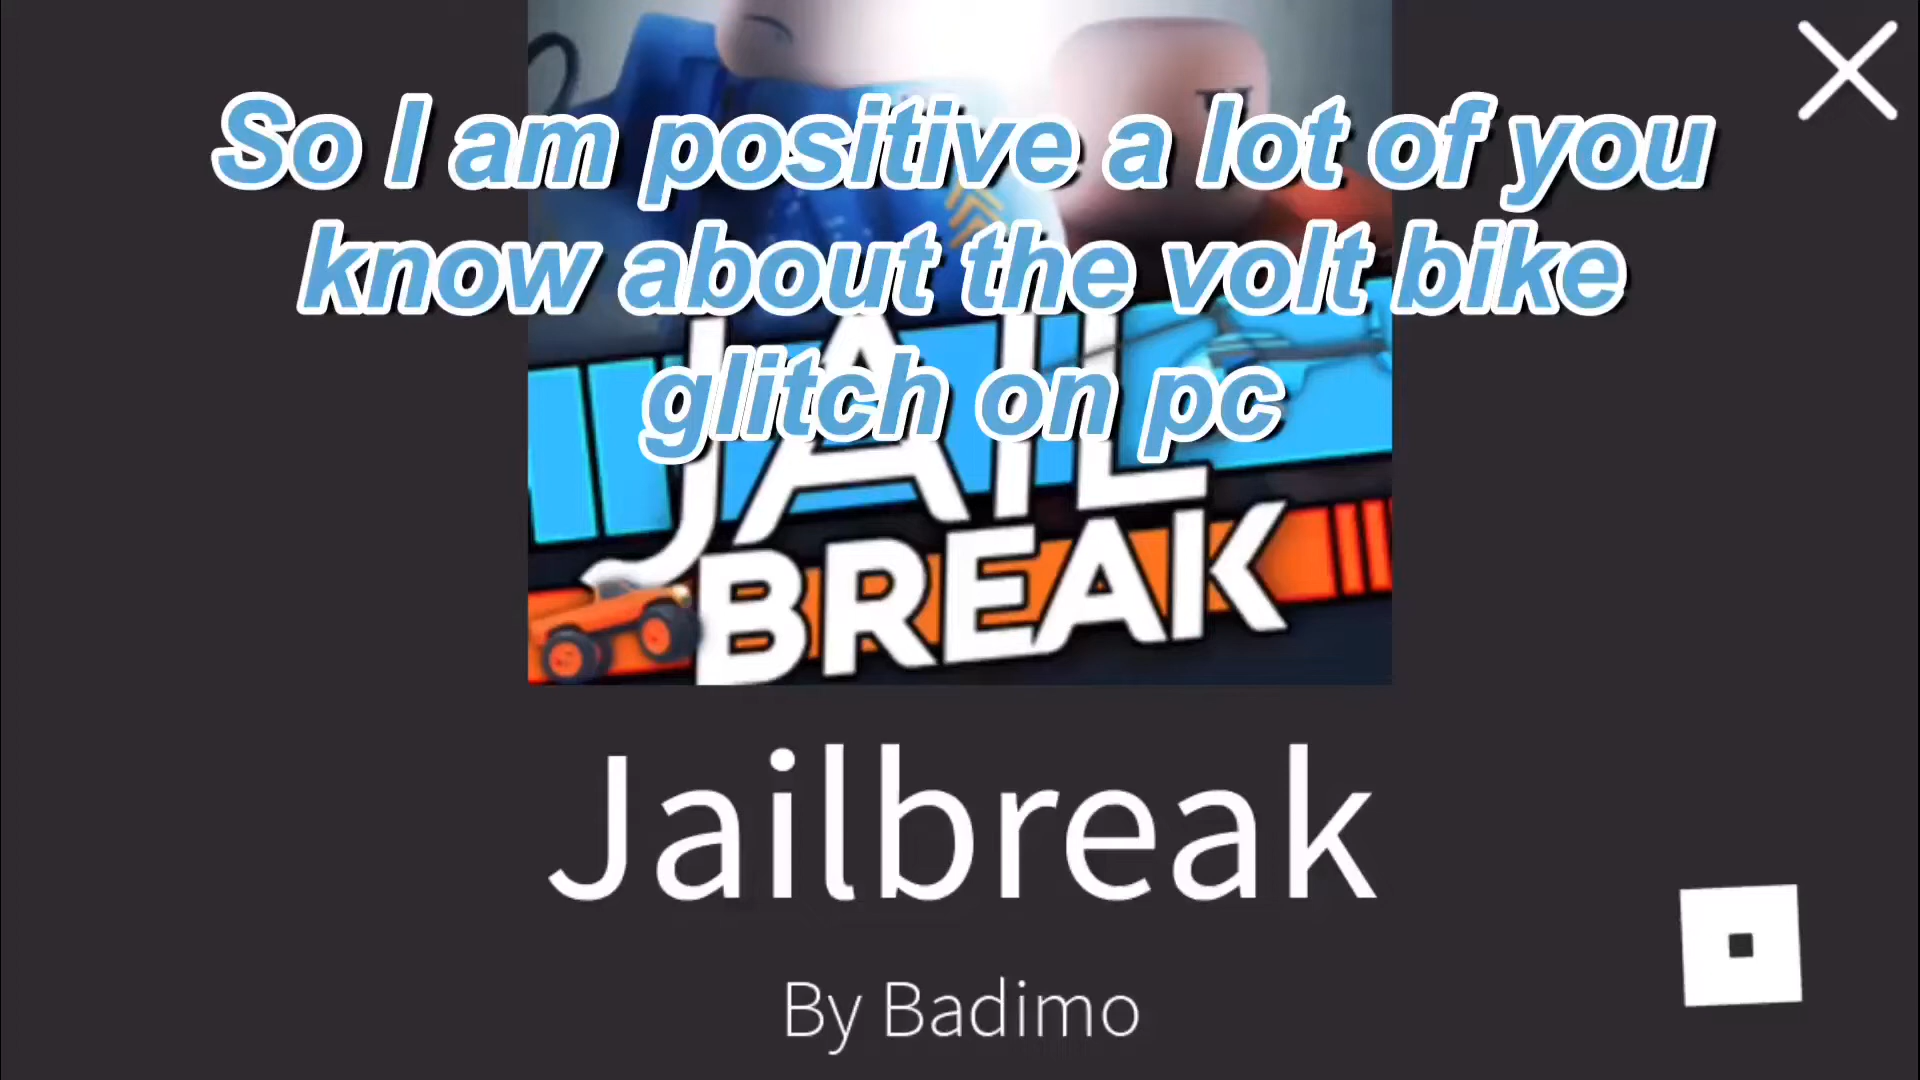 So I am positive a lot of you
know about the volt bike
glitch on pc
JAIL
BREAK
Jailbreak
By Badimo